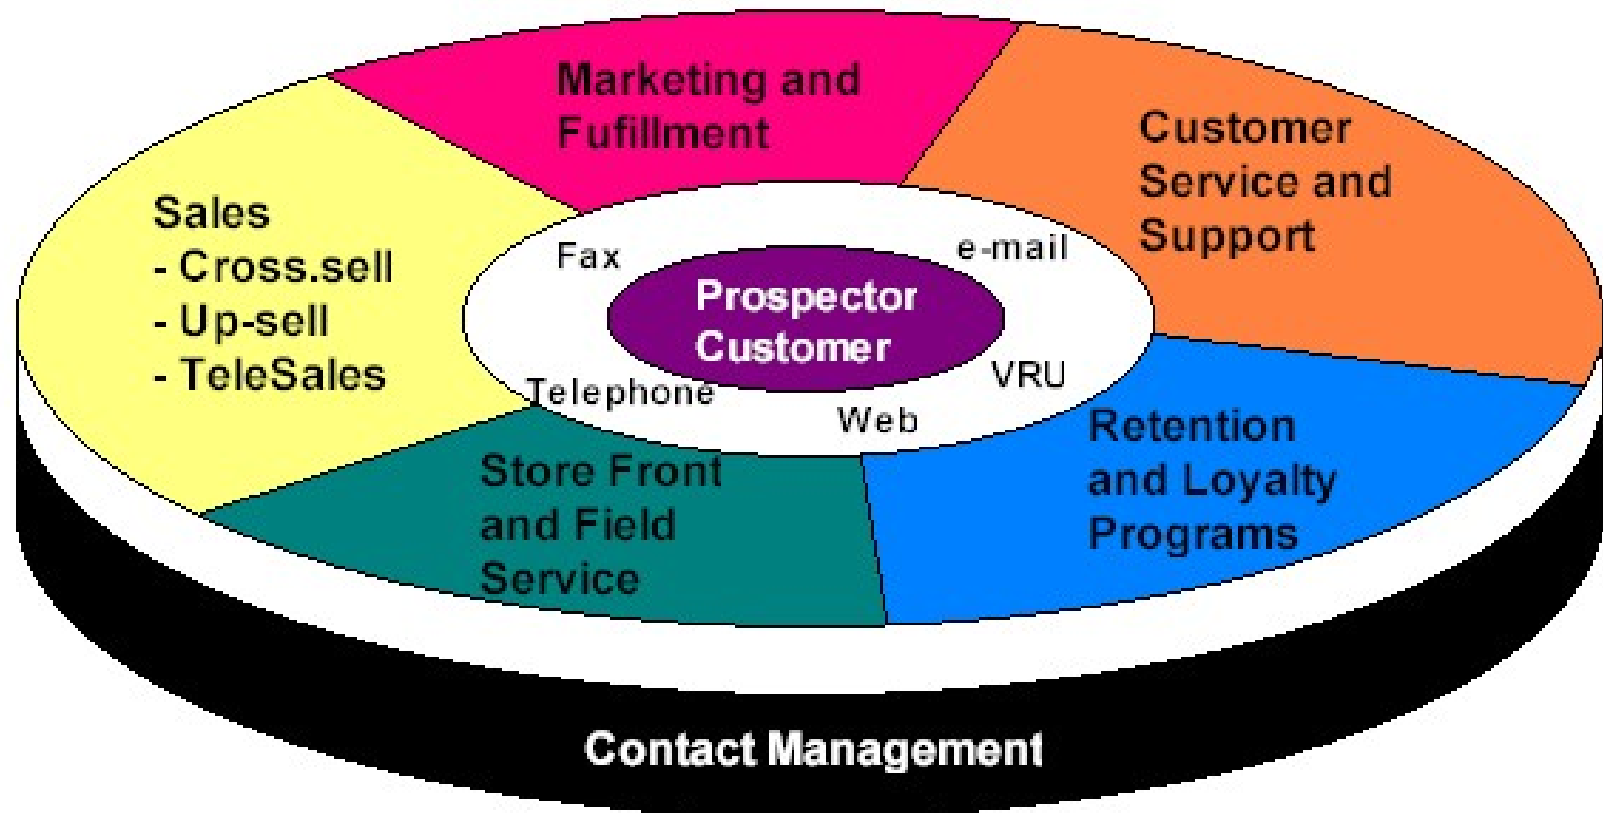 Marketing and
Fufillment
Customer
Service and
Support
Sales
- Cross.sell
- Up-sell
- TeleSales
Fax
e-mail
Prospector
Customer
VRU
Telephone
Web
Retention
and Loyalty
Programs
Store Front
and Field
Service
Contact Management